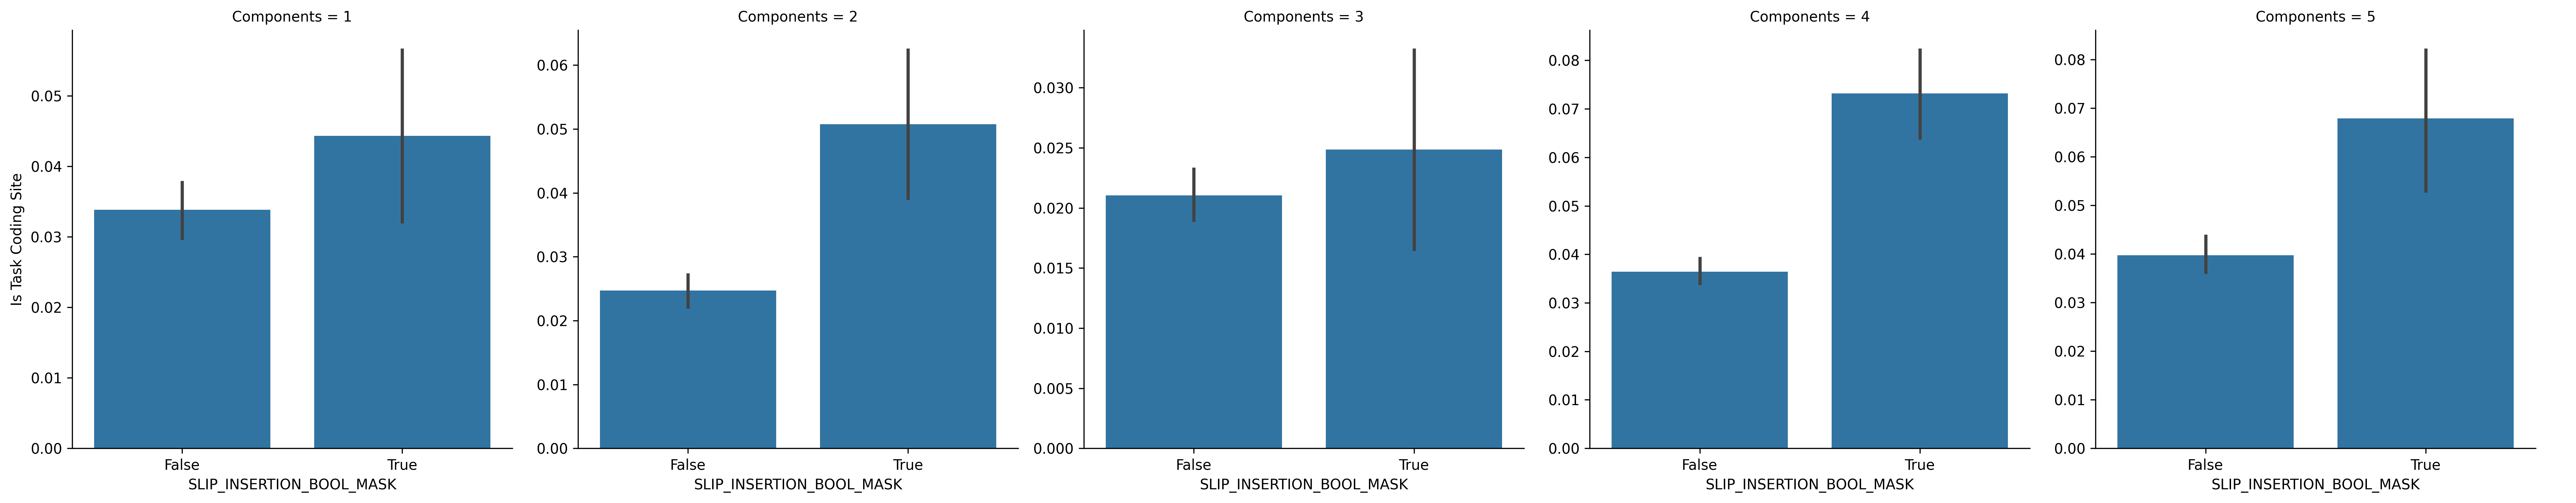 Components = 1
Is Task Coding Site
0.05
0.04
0.03
0.02
0.01
0.00
False True
SLIP_INSERTION_BOOL_MASK
Components = 2
0.06
0.05
0.04
0.03
0.02
0.01
0.00
False True
SLIP_INSERTION_BOOL_MASK
Components = 3
0.030
0.025
0.020
0.015
0.010
0.005
0.000
False True
SLIP_INSERTION_BOOL_MASK
Components = 4
0.08
0.07
0.06
0.05
0.04
0.03
0.02
0.01
0.00
False True
SLIP_INSERTION_BOOL_MASK
Components = 5
0.08
0.07
0.06
0.05
0.04
0.03
0.02
0.01
0.00
False True
SLIP_INSERTION_BOOL_MASK